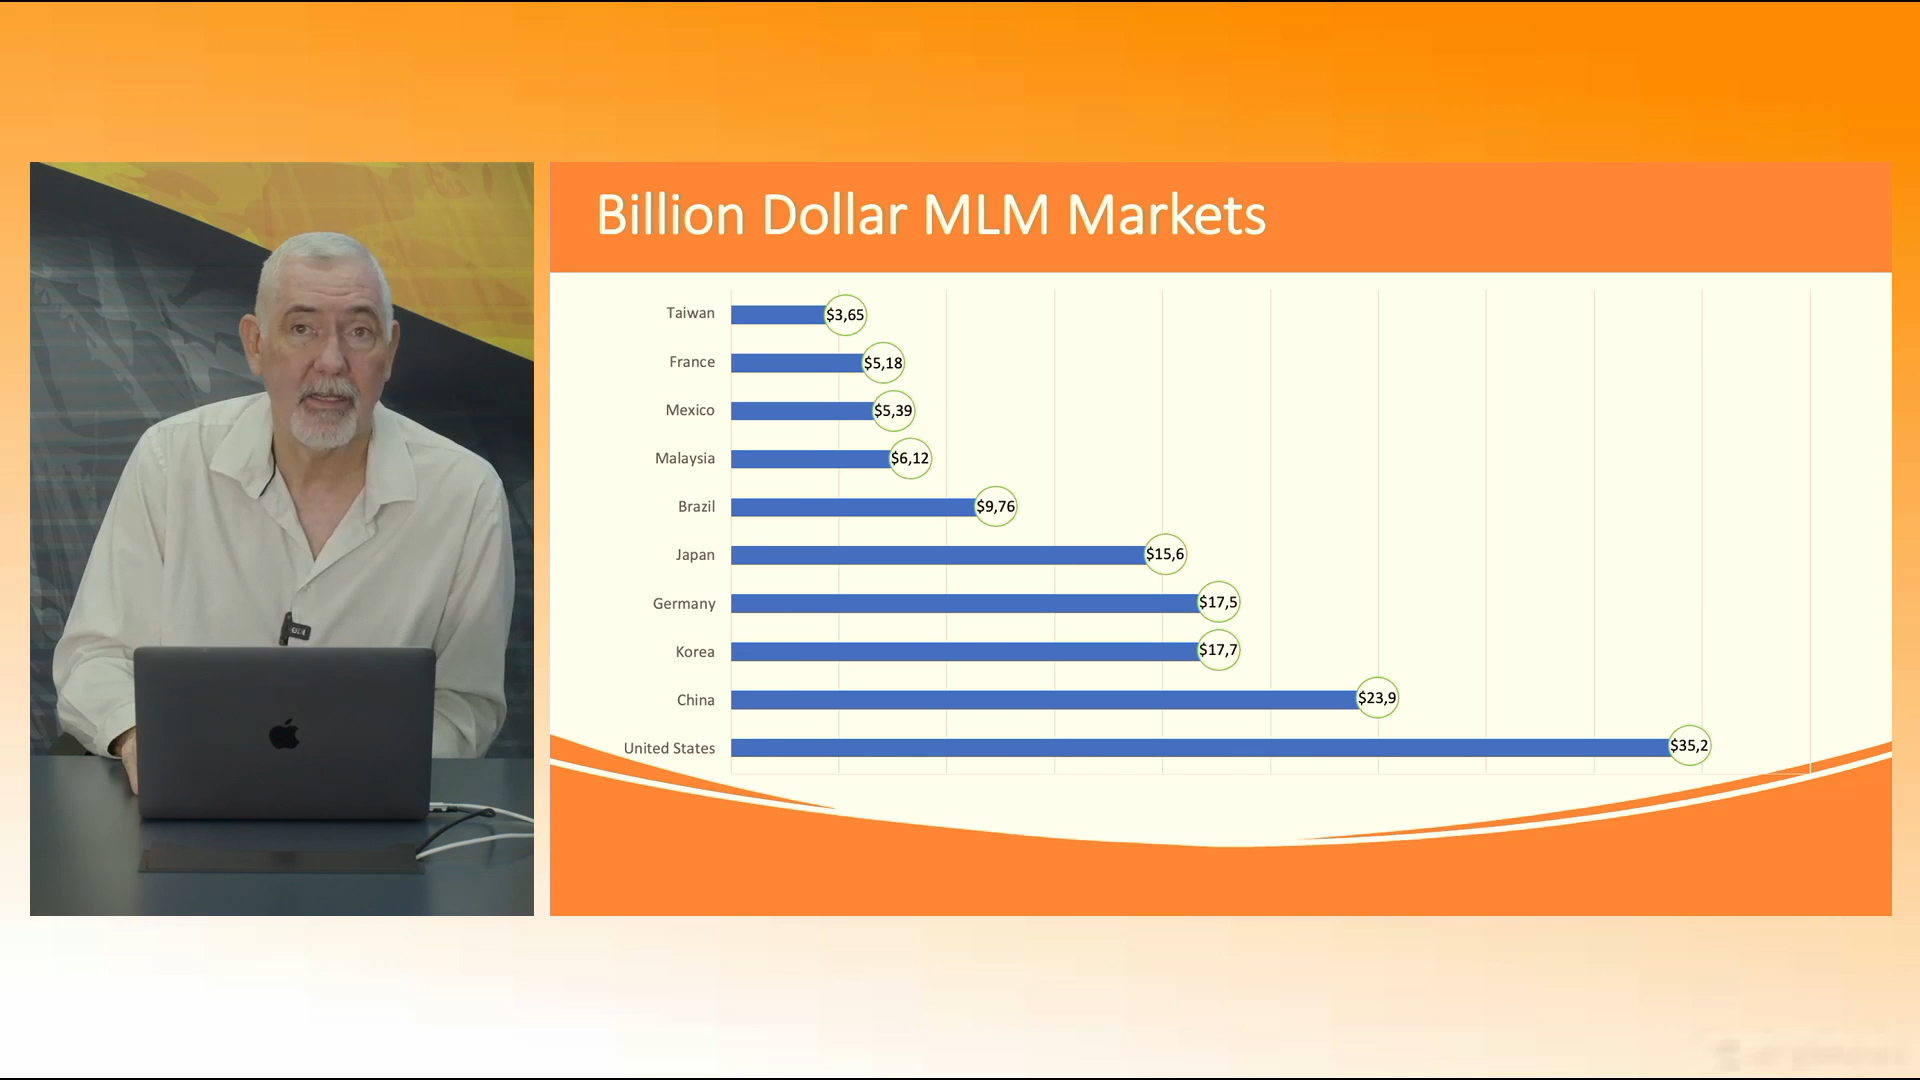 Billion Dollar MLM Markets
Taiwan $3,65
France $5,18
Mexico $5,39
Malaysia $6,12
Brazil $9,76
Japan $15,6
Germany $17,5
Korea $17,7
China $23,9
United States $35,2